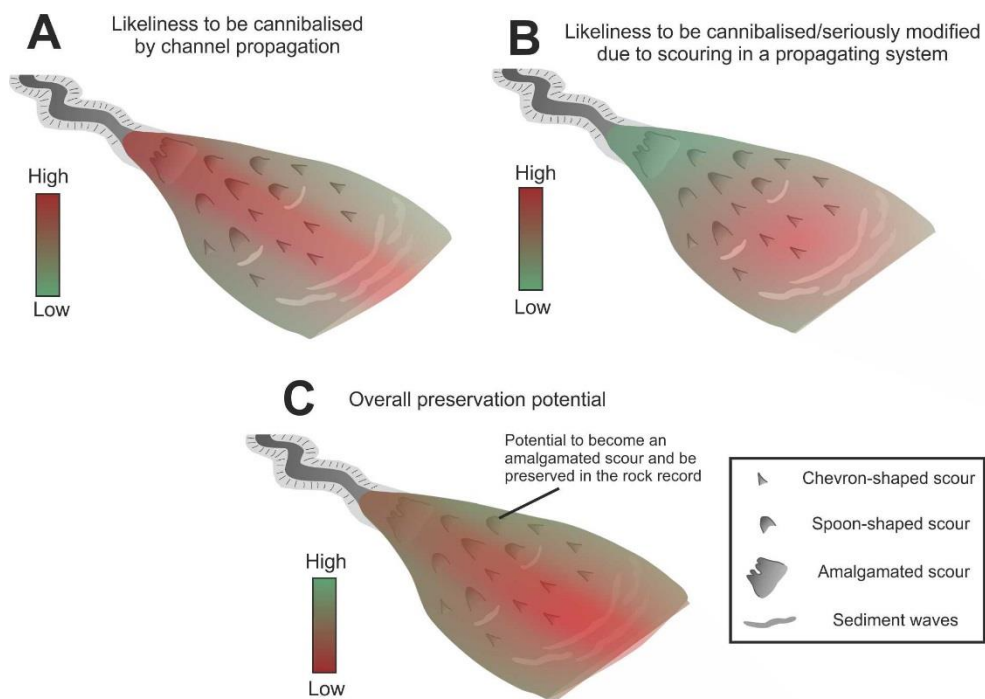 A
Likeliness to be cannibalised
by channel propagation
High
Low
B
Likeliness to be cannibalised/seriously modified
due to scouring in a propagating system
High
Low
C
Overall preservation potential
Potential to become an
amalgamated scour and be
preserved in the rock record
High
Low
Chevron-shaped scour
Spoon-shaped scour
Amalgamated scour
Sediment waves